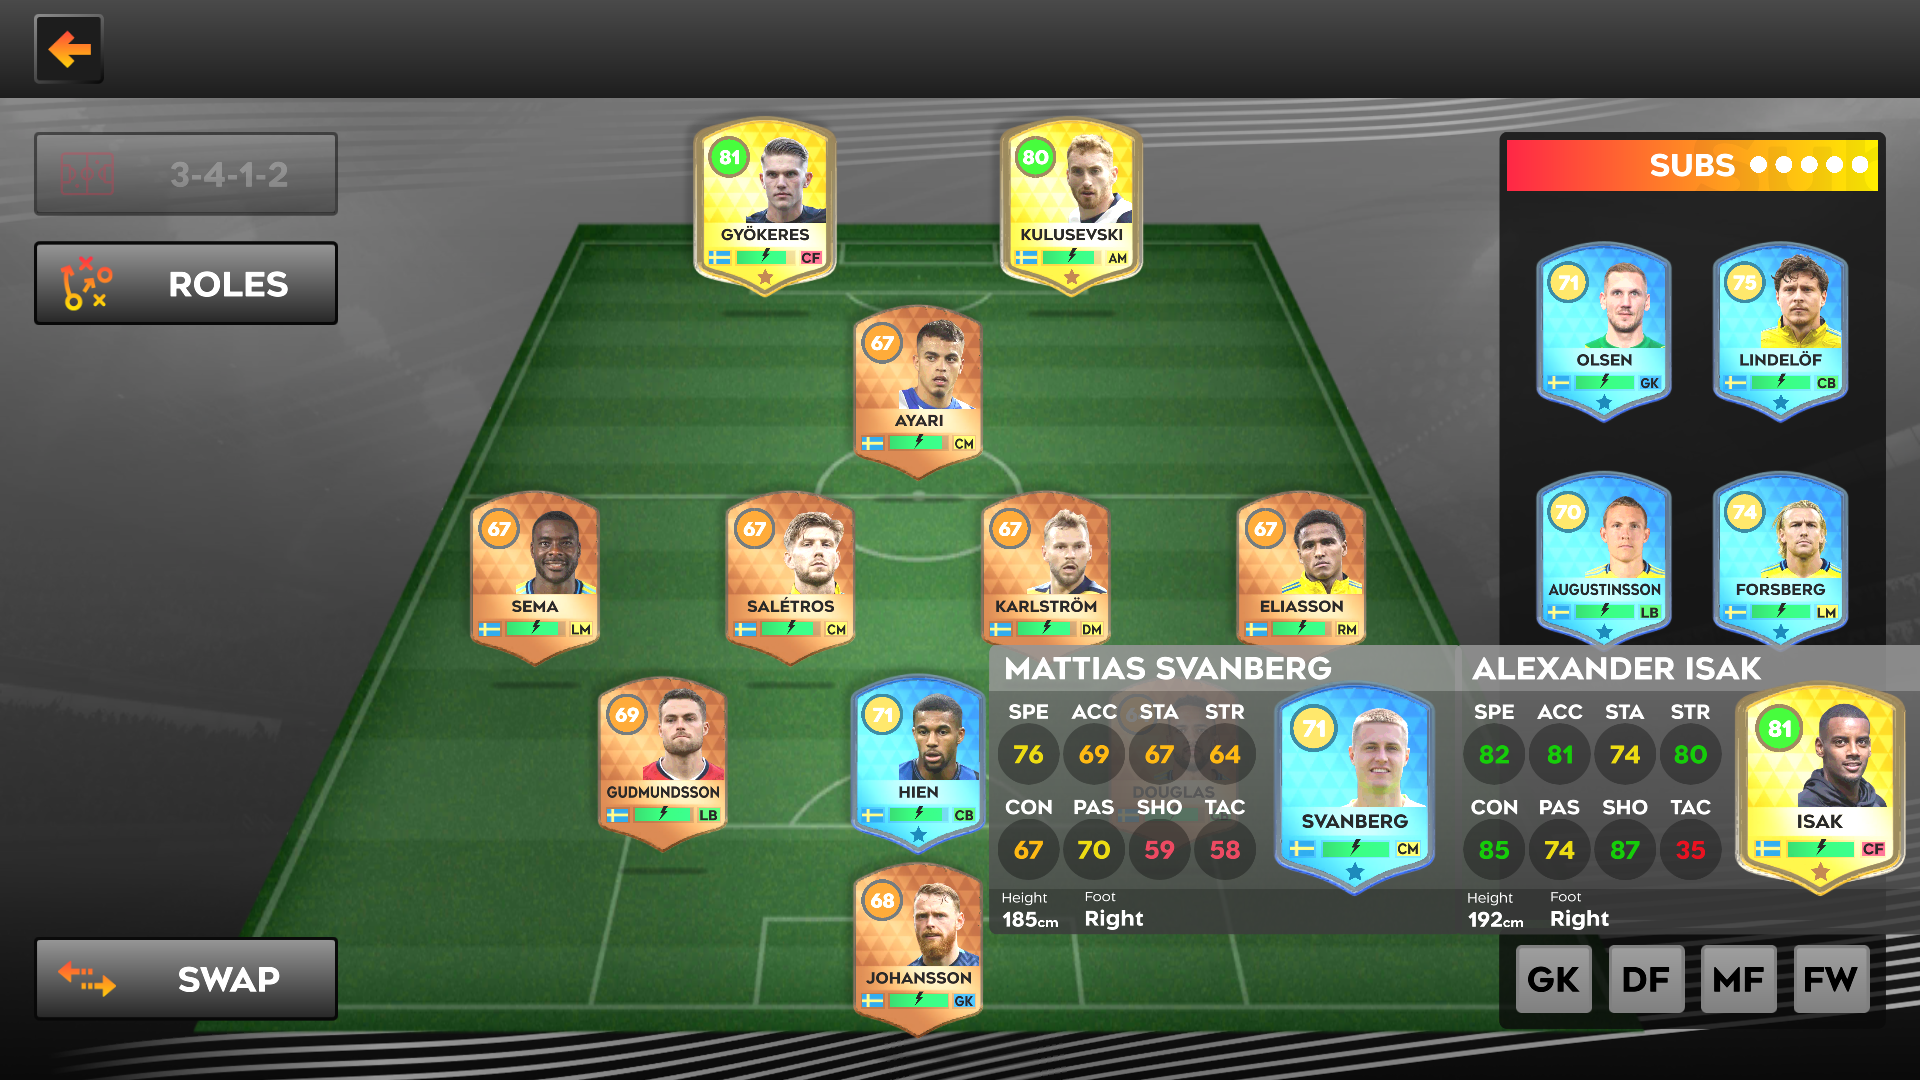 3-4-1-2
ROLES
SWAP
81
GYÖKERES
CF
80
KULUSEVSKI
AM
67
AYARI
CM
67
SEMA
LM
67
SALÉTROS
CM
67
KARLSTRÖM
DM
67
ELIASSON
RM
69
GUDMUNDSSON
LB
71
HIEN
CB
DOUGLAS
68
JOHANSSON
GK
SUBS
71
OLSEN
GK
75
LINDELÖF
CB
70
AUGUSTINSSON
LB
74
FORSBERG
LM
MATTIAS SVANBERG
SPE ACC STA STR
76 69 67 64
CON PAS SHO TAC
67 70 59 58
Height Foot
185cm Right
71
SVANBERG
CM
ALEXANDER ISAK
SPE ACC STA STR
82 81 74 80
CON PAS SHO TAC
85 74 87 35
Height Foot
192cm Right
81
ISAK
CF
GK DF MF FW